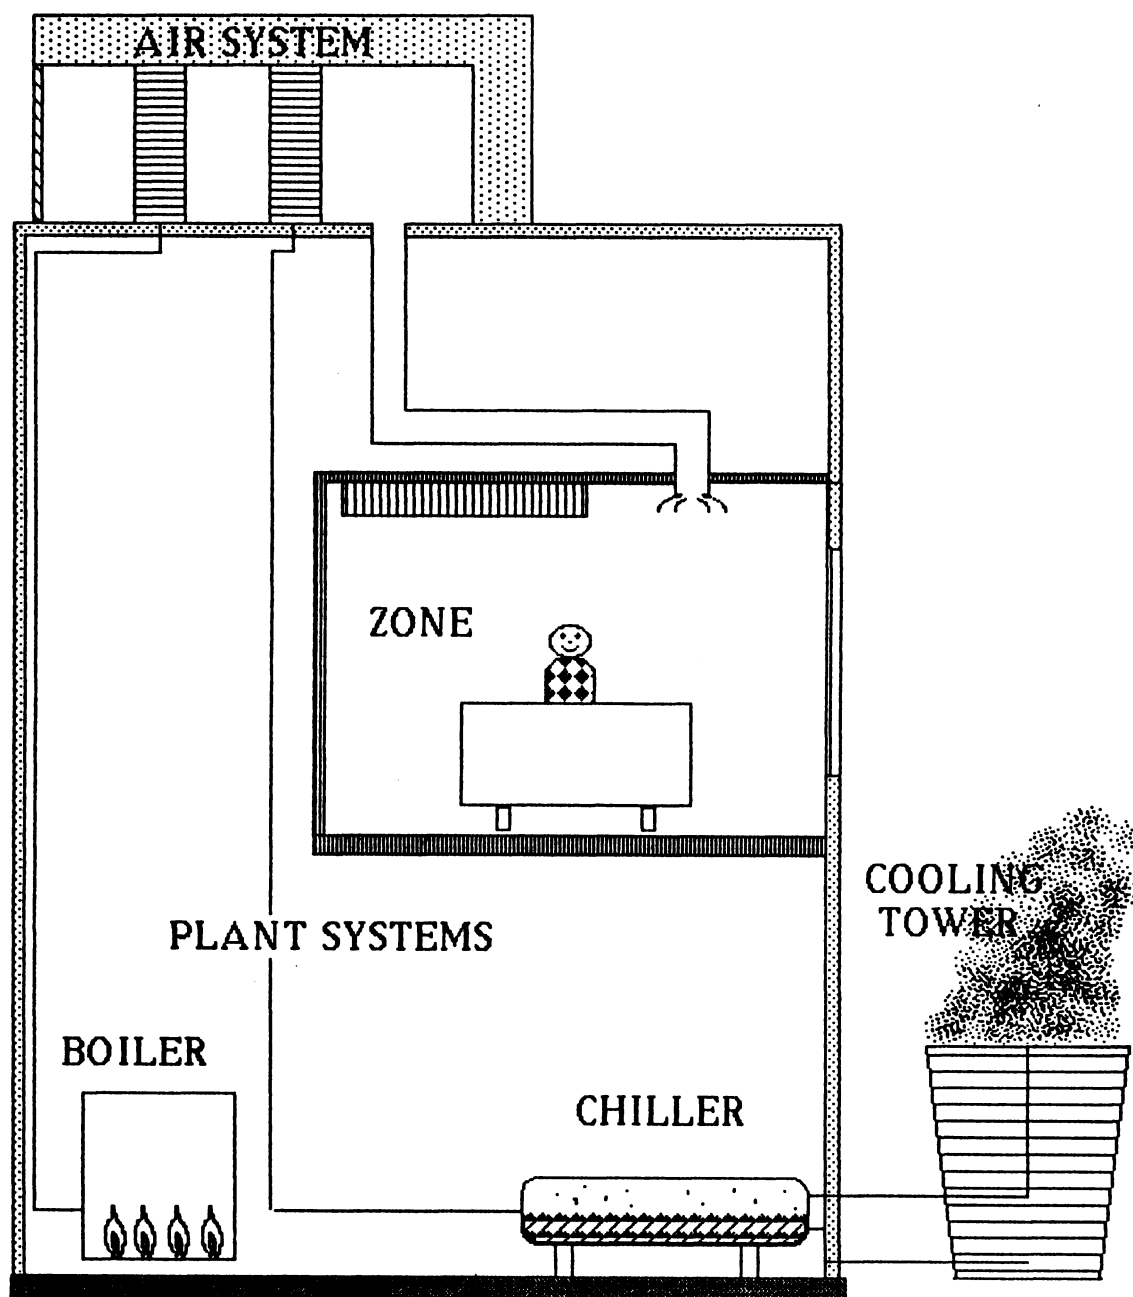 AIR SYSTEM
ZONE
COOLING
TOWER
PLANT SYSTEMS
BOILER
CHILLER